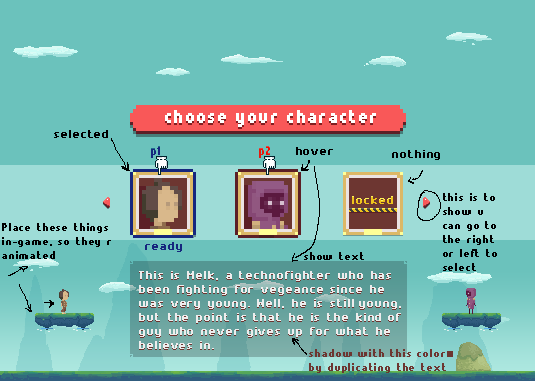 choose your character
selected
p1
p2
hover
nothing
locked
this is to
show u
can go to
the right
or left to
select
Place these things
in-game, so they r
animated
ready
show text
This is Melk, a technofighter who has
been fighting for vegeance since he
was very young. Well, he is still young,
but the point is that he is the kind of
guy who never gives up for what he
believes in.
shadow with this color
by duplicating the text